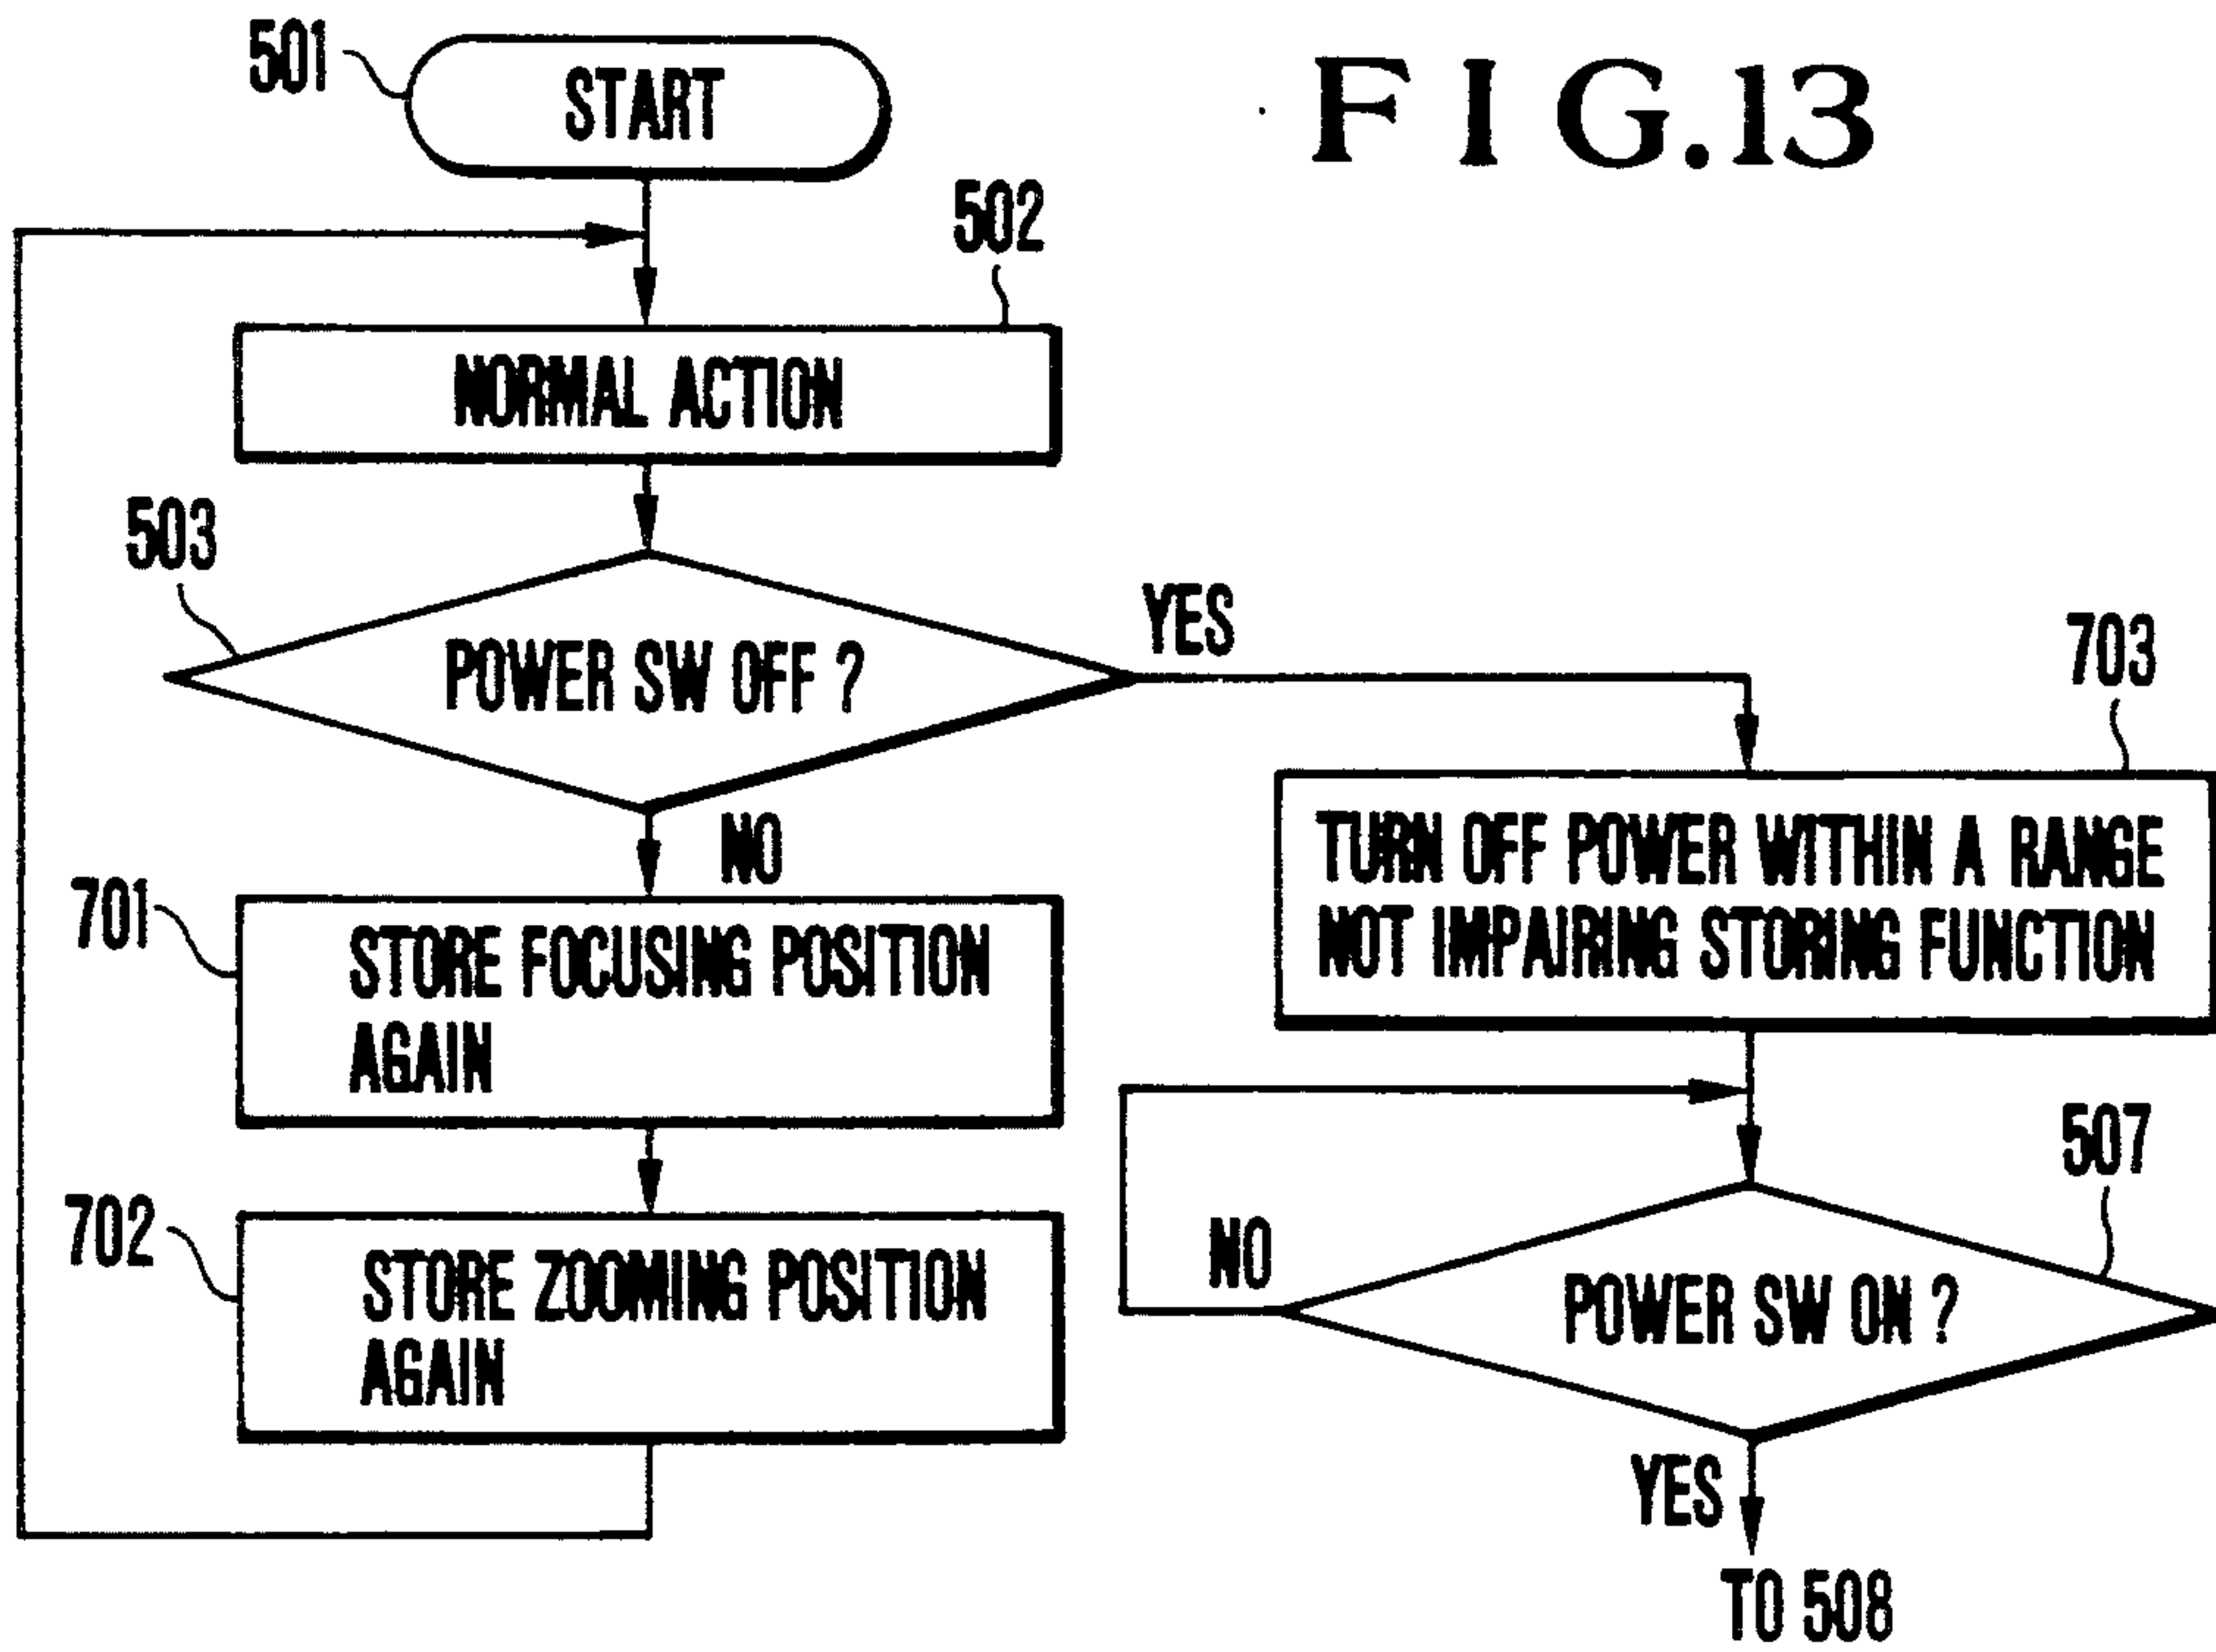 FIG.13
501
START
502
NORMAL ACTION
503
POWER SW OFF ?
YES
NO
701
STORE FOCUSING POSITION
AGAIN
702
STORE ZOOMING POSITION
AGAIN
703
TURN OFF POWER WITHIN A RANGE
NOT IMPAIRING STORING FUNCTION
507
NO
POWER SW ON ?
YES
TO 508